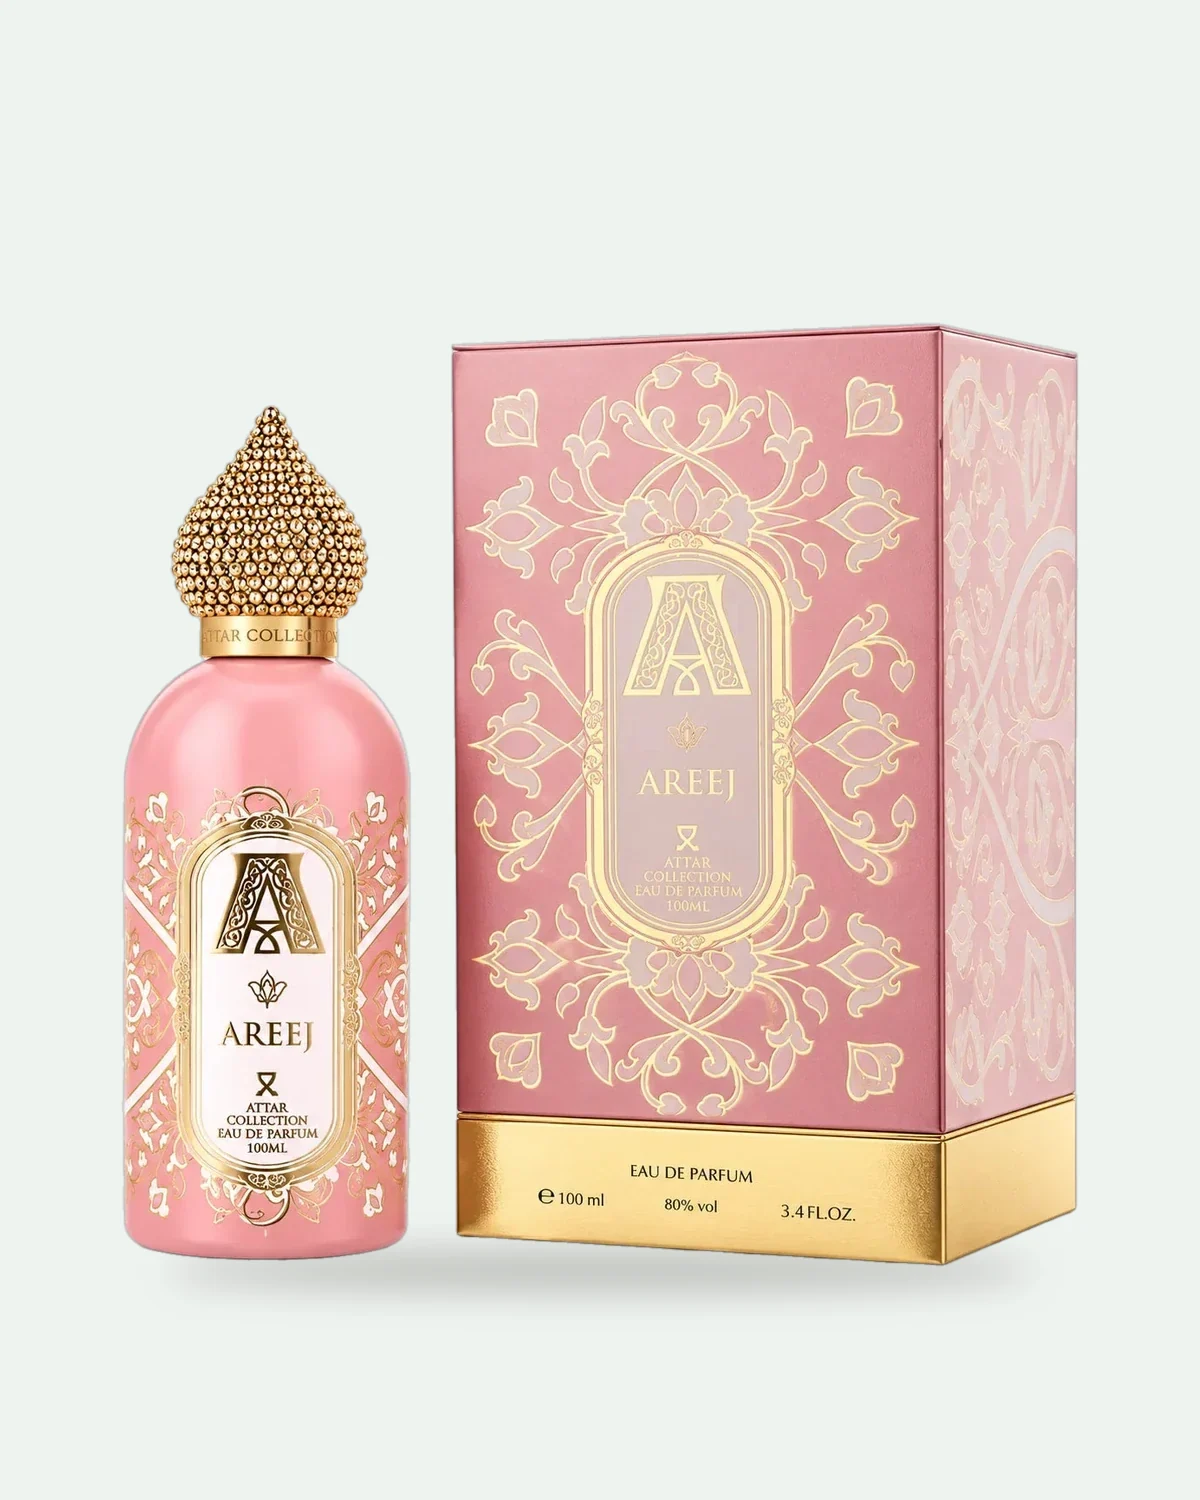 ATTAR COLLECTION
A
AREEJ
ATTAR
COLLECTION
EAU DE PARFUM
100ML
A
AREEJ
ATTAR
COLLECTION
EAU DE PARFUM
100ML
EAU DE PARFUM
e 100 ml 80% vol 3.4 FL.OZ.